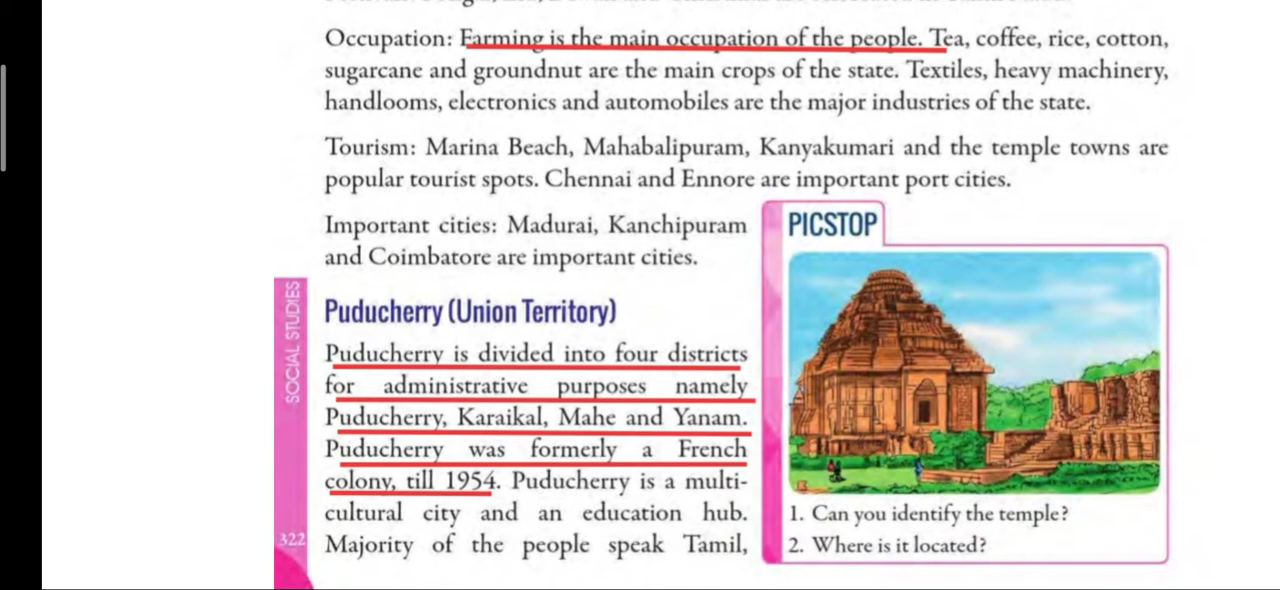 Occupation: Farming is the main occupation of the people. Tea, coffee, rice, cotton,
sugarcane and groundnut are the main crops of the state. Textiles, heavy machinery,
handlooms, electronics and automobiles are the major industries of the state.
Tourism: Marina Beach, Mahabalipuram, Kanyakumari and the temple towns are
popular tourist spots. Chennai and Ennore are important port cities.
Important cities: Madurai, Kanchipuram
and Coimbatore are important cities.
Puducherry (Union Territory)
Puducherry is divided into four districts
for administrative purposes namely
Puducherry, Karaikal, Mahe and Yanam.
Puducherry was formerly a French
colony, till 1954. Puducherry is a multi-
cultural city and an education hub.
Majority of the people speak Tamil,
PICSTOP
1. Can you identify the temple?
2. Where is it located?
SOCIAL STUDIES
322